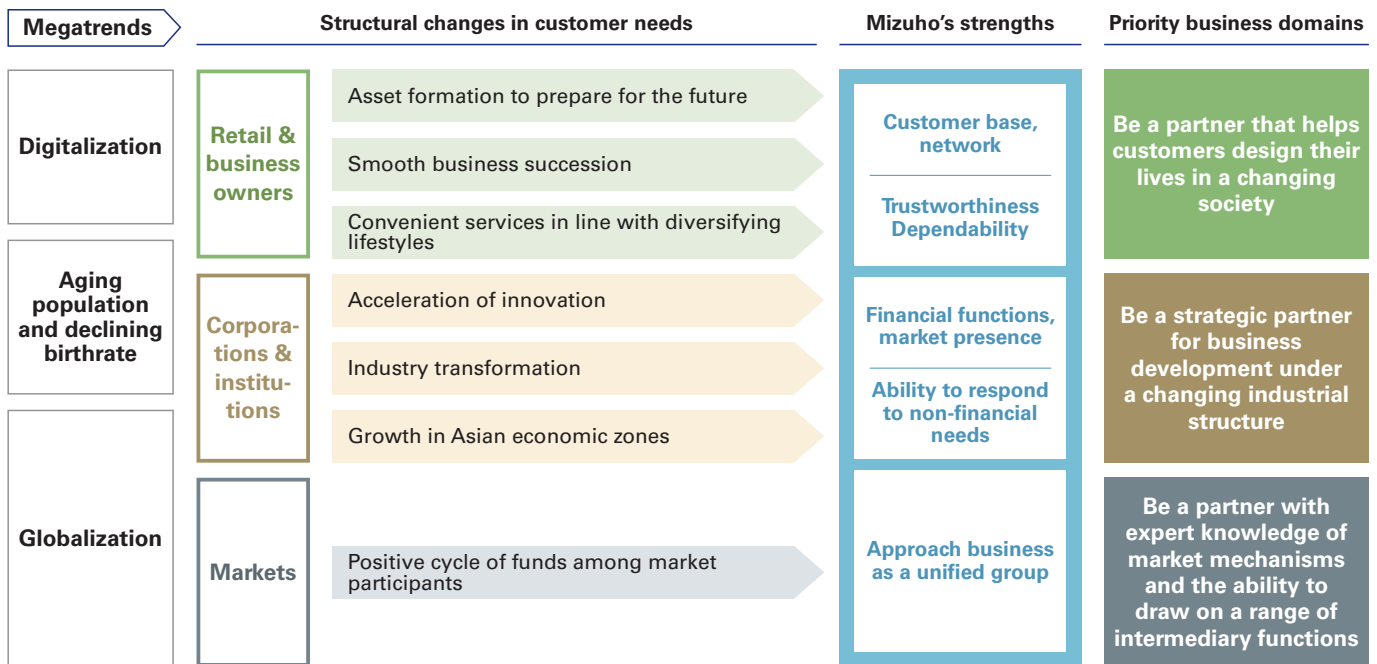 Megatrends
Structural changes in customer needs
Mizuho’s strengths
Priority business domains
Digitalization
Aging
population
and declining
birthrate
Globalization
Retail &
business
owners
Asset formation to prepare for the future
Smooth business succession
Convenient services in line with diversifying
lifestyles
Corpora-
tions &
institu-
tions
Acceleration of innovation
Industry transformation
Growth in Asian economic zones
Markets
Positive cycle of funds among market
participants
Customer base,
network
Trustworthiness
Dependability
Financial functions,
market presence
Ability to respond
to non-financial
needs
Approach business
as a unified group
Be a partner that helps
customers design their
lives in a changing
society
Be a strategic partner
for business
development under
a changing industrial
structure
Be a partner with
expert knowledge of
market mechanisms
and the ability to
draw on a range of
intermediary functions